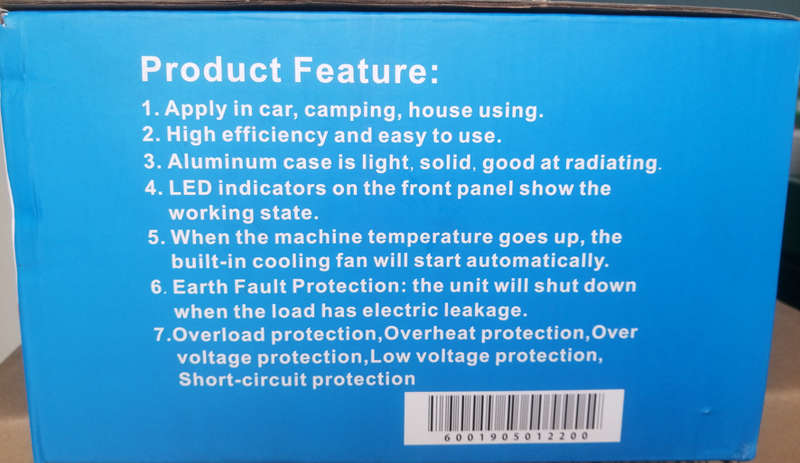 Product Feature:
1. Apply in car, camping, house using.
2. High efficiency and easy to use.
3. Aluminum case is light, solid, good at radiating.
4. LED indicators on the front panel show the
working state.
5. When the machine temperature goes up, the
built-in cooling fan will start automatically.
6. Earth Fault Protection: the unit will shut down
when the load has electric leakage.
7.Overload protection,Overheat protection,Over
voltage protection,Low voltage protection,
Short-circuit protection
6001905012200